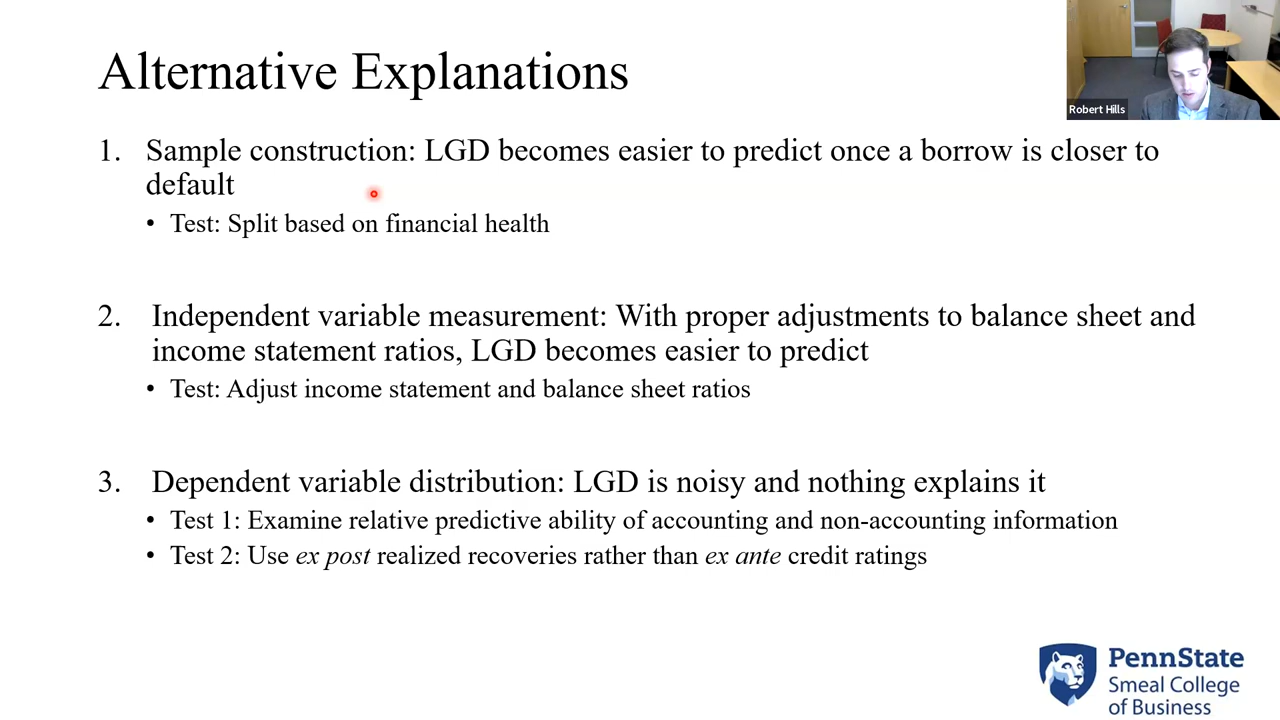 Alternative Explanations
Robert Hills
1. Sample construction: LGD becomes easier to predict once a borrow is closer to
default
• Test: Split based on financial health
2. Independent variable measurement: With proper adjustments to balance sheet and
income statement ratios, LGD becomes easier to predict
• Test: Adjust income statement and balance sheet ratios
3. Dependent variable distribution: LGD is noisy and nothing explains it
• Test 1: Examine relative predictive ability of accounting and non-accounting information
• Test 2: Use ex post realized recoveries rather than ex ante credit ratings
PennState
Smeal College
of Business